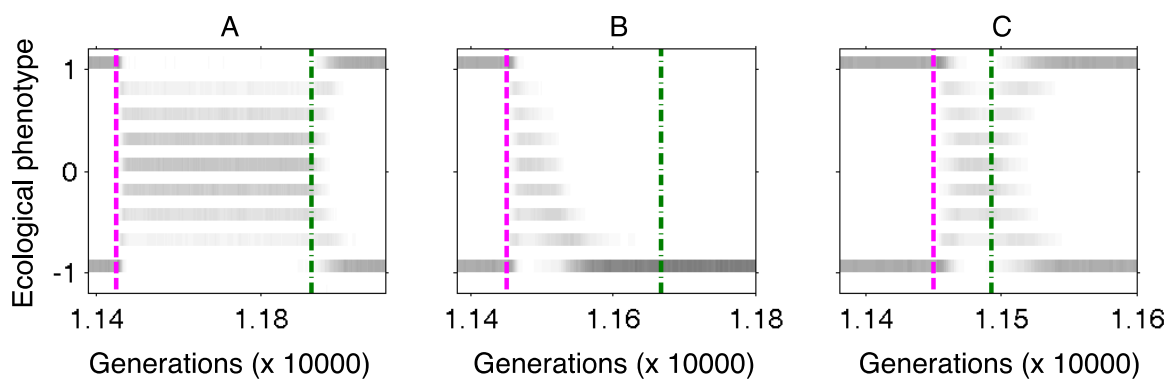 A
B
C
Ecological phenotype
1
0
-1
1.14
1.18
1.14
1.16
1.18
1.14
1.15
1.16
Generations (x 10000)
Generations (x 10000)
Generations (x 10000)